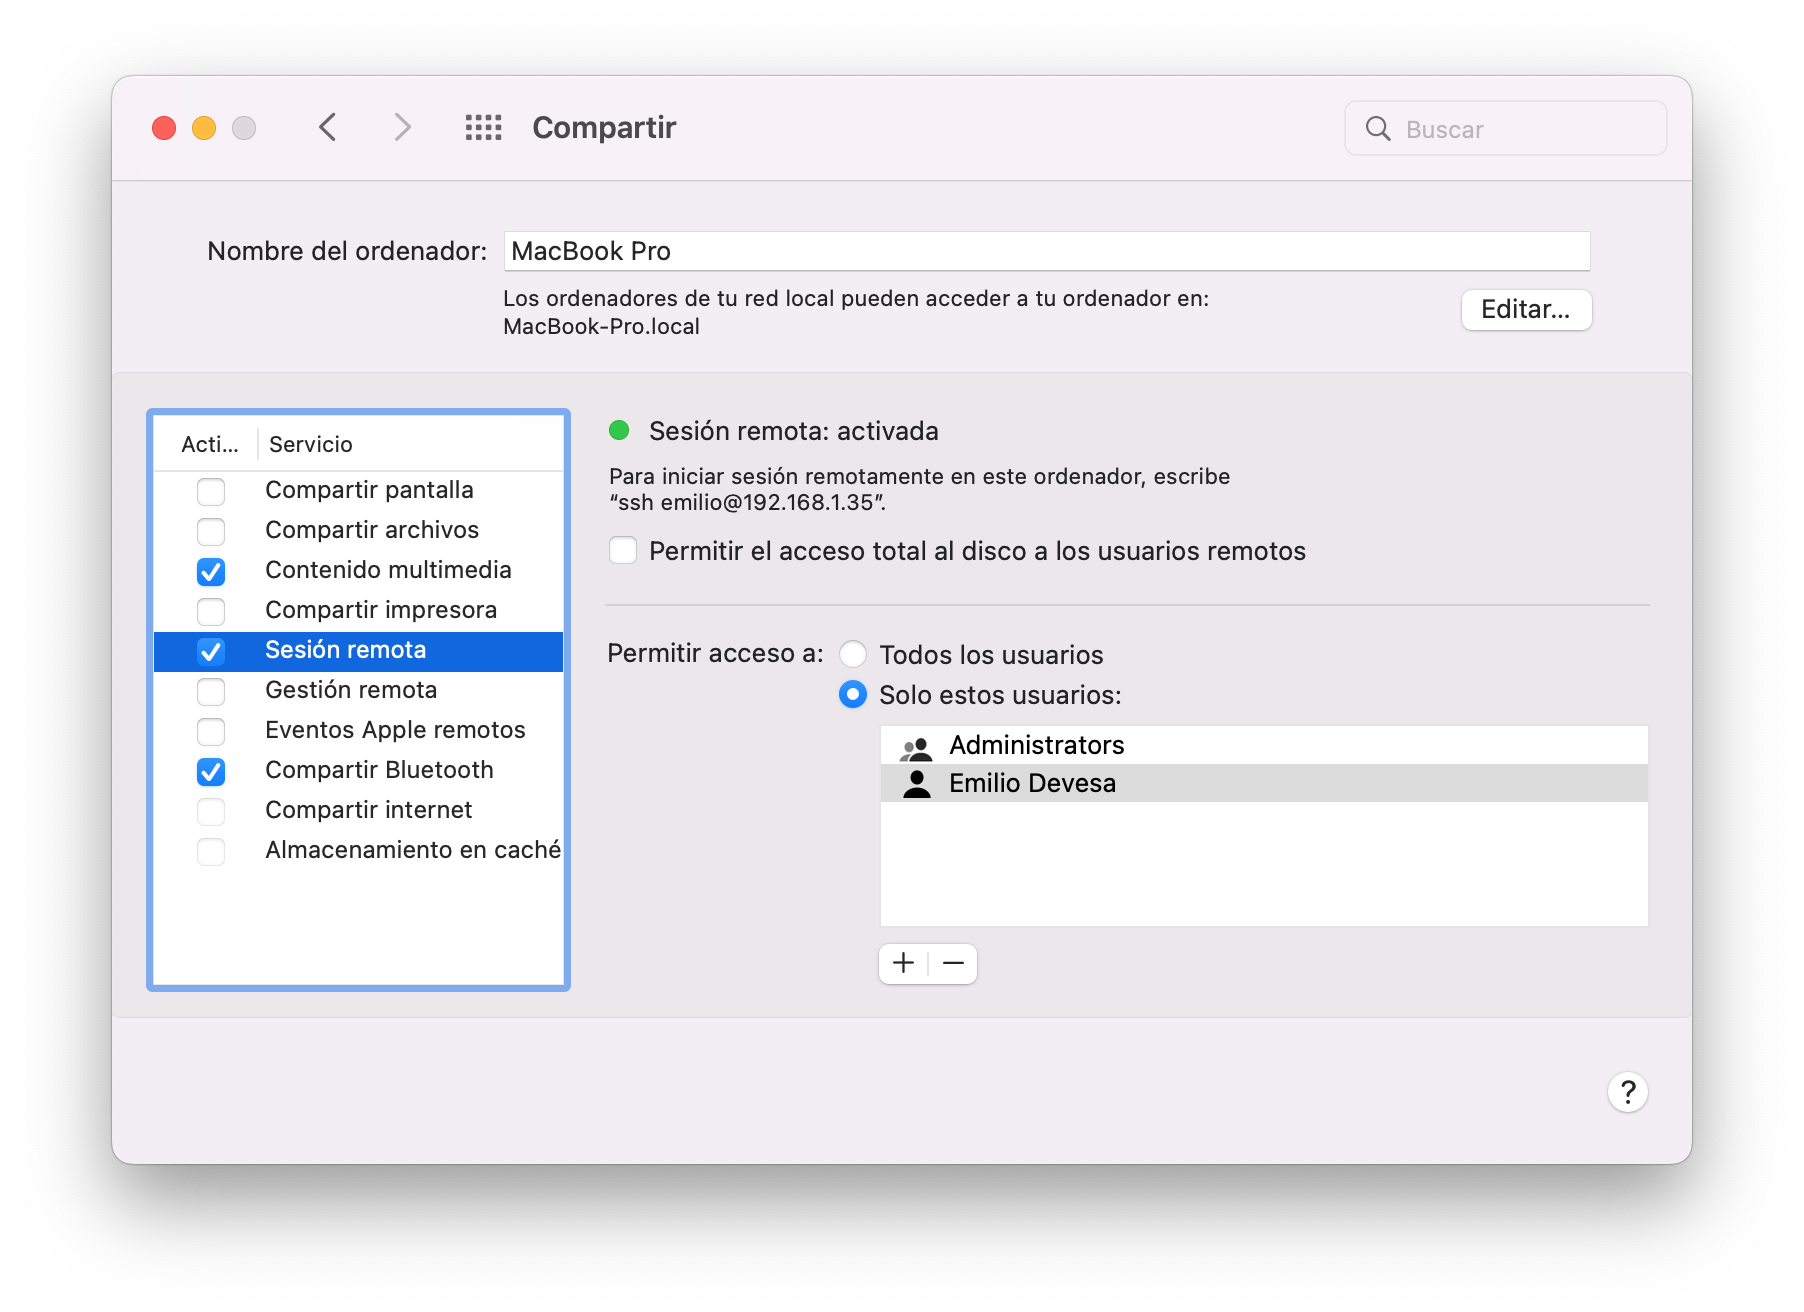 Compartir
Buscar
Nombre del ordenador: MacBook Pro
Los ordenadores de tu red local pueden acceder a tu ordenador en:
MacBook-Pro.local
Editar...
Acti... Servicio
Compartir pantalla
Compartir archivos
Contenido multimedia
Compartir impresora
Sesión remota
Gestión remota
Eventos Apple remotos
Compartir Bluetooth
Compartir internet
Almacenamiento en caché
Sesión remota: activada
Para iniciar sesión remotamente en este ordenador, escribe
“ssh emilio@192.168.1.35”.
Permitir el acceso total al disco a los usuarios remotos
Permitir acceso a:
Todos los usuarios
Solo estos usuarios:
Administrators
Emilio Devesa
+ −
?